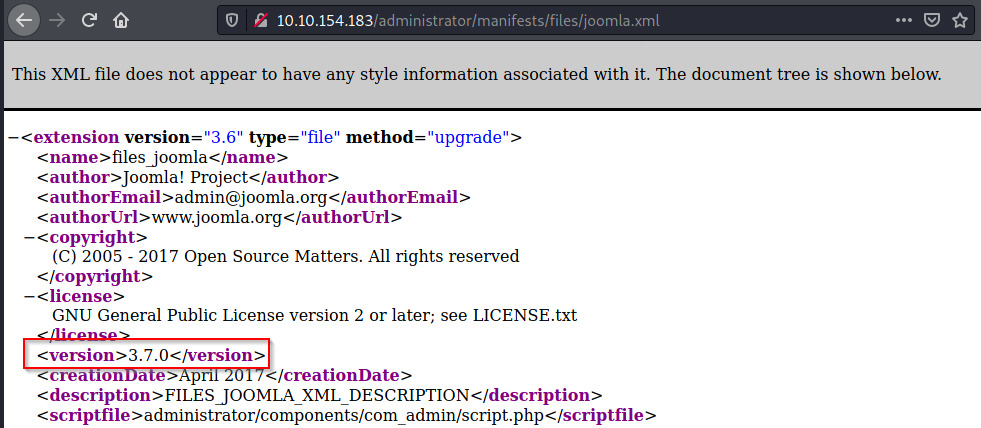 10.10.154.183/administrator/manifests/files/joomla.xml
This XML file does not appear to have any style information associated with it. The document tree is shown below.
−<extension version="3.6" type="file" method="upgrade">
<name>files_joomla</name>
<author>Joomla! Project</author>
<authorEmail>admin@joomla.org</authorEmail>
<authorUrl>www.joomla.org</authorUrl>
−<copyright>
(C) 2005 - 2017 Open Source Matters. All rights reserved
</copyright>
−<license>
GNU General Public License version 2 or later; see LICENSE.txt
</license>
<version>3.7.0</version>
<creationDate>April 2017</creationDate>
<description>FILES_JOOMLA_XML_DESCRIPTION</description>
<scriptfile>administrator/components/com_admin/script.php</scriptfile>